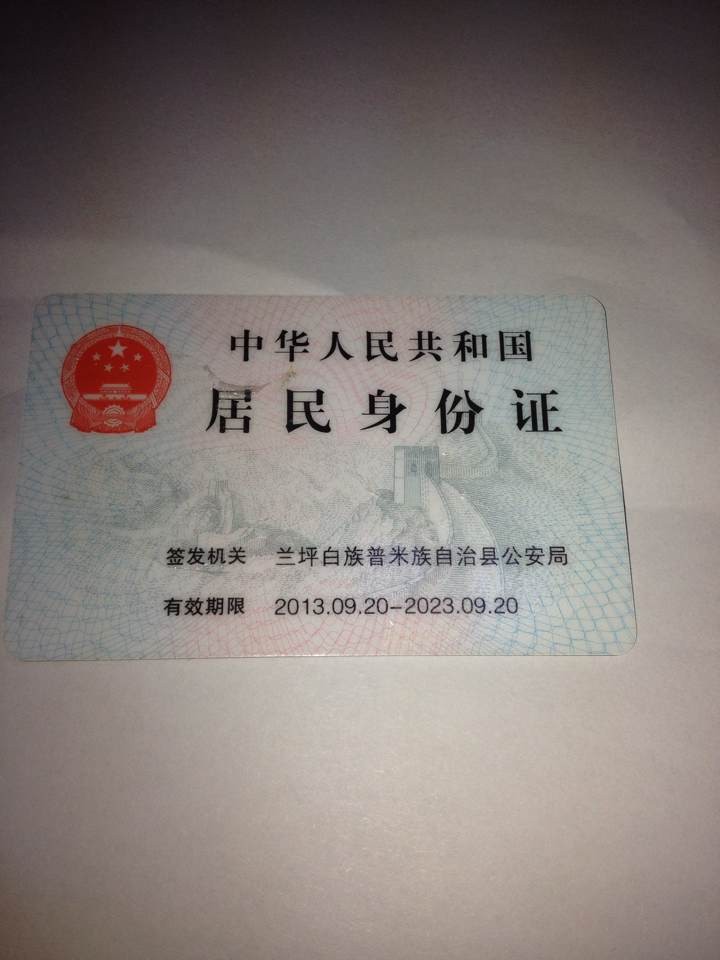 中华人民共和国
居民身份证
签发机关 兰坪白族普米族自治县公安局
有效期限 2013.09.20-2023.09.20